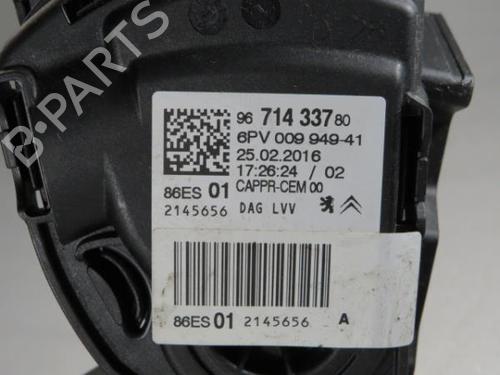 B-PARTS
96 714 337 80
6PV 009 949-41
25.02.2016
17:26:24 / 02
86ES 01 CAPPR-CEM 00
2145656 DAG LVV
86ES 01 2145656 A